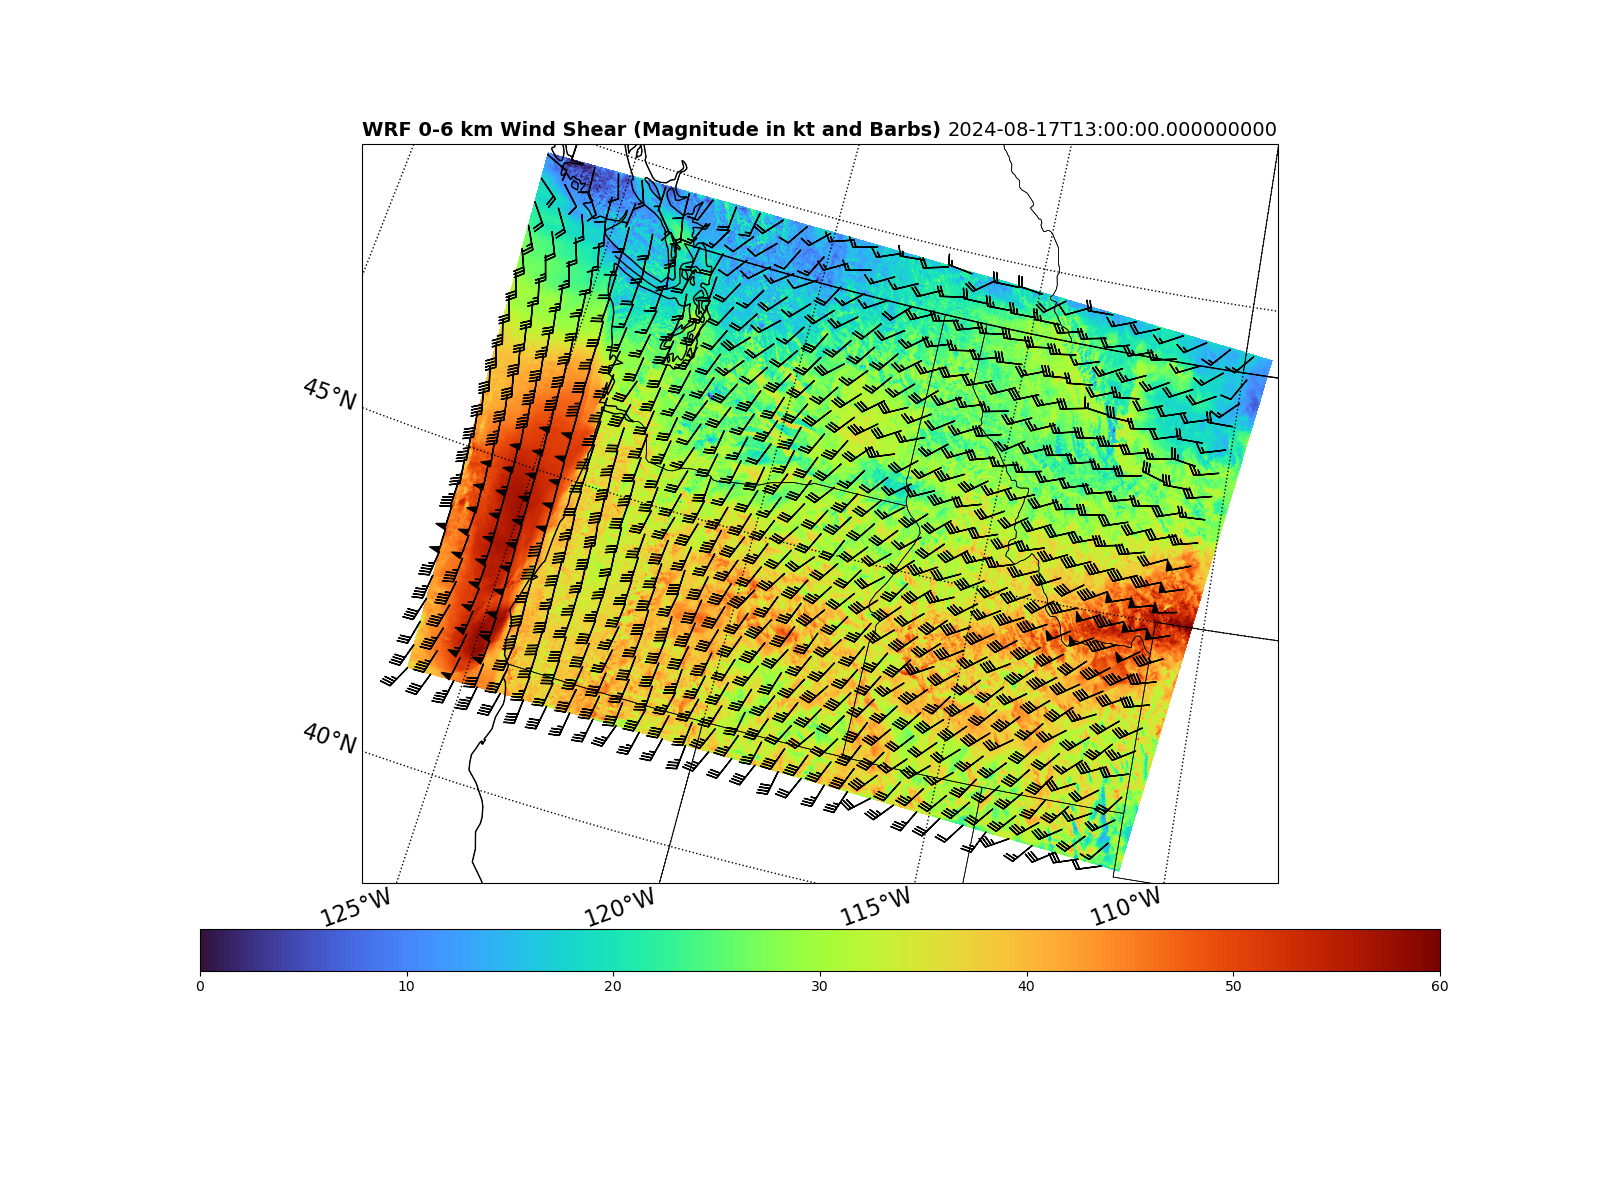 WRF 0-6 km Wind Shear (Magnitude in kt and Barbs) 2024-08-17T13:00:00.000000000
45°N
40°N
125°W 120°W 115°W 110°W
0 10 20 30 40 50 60